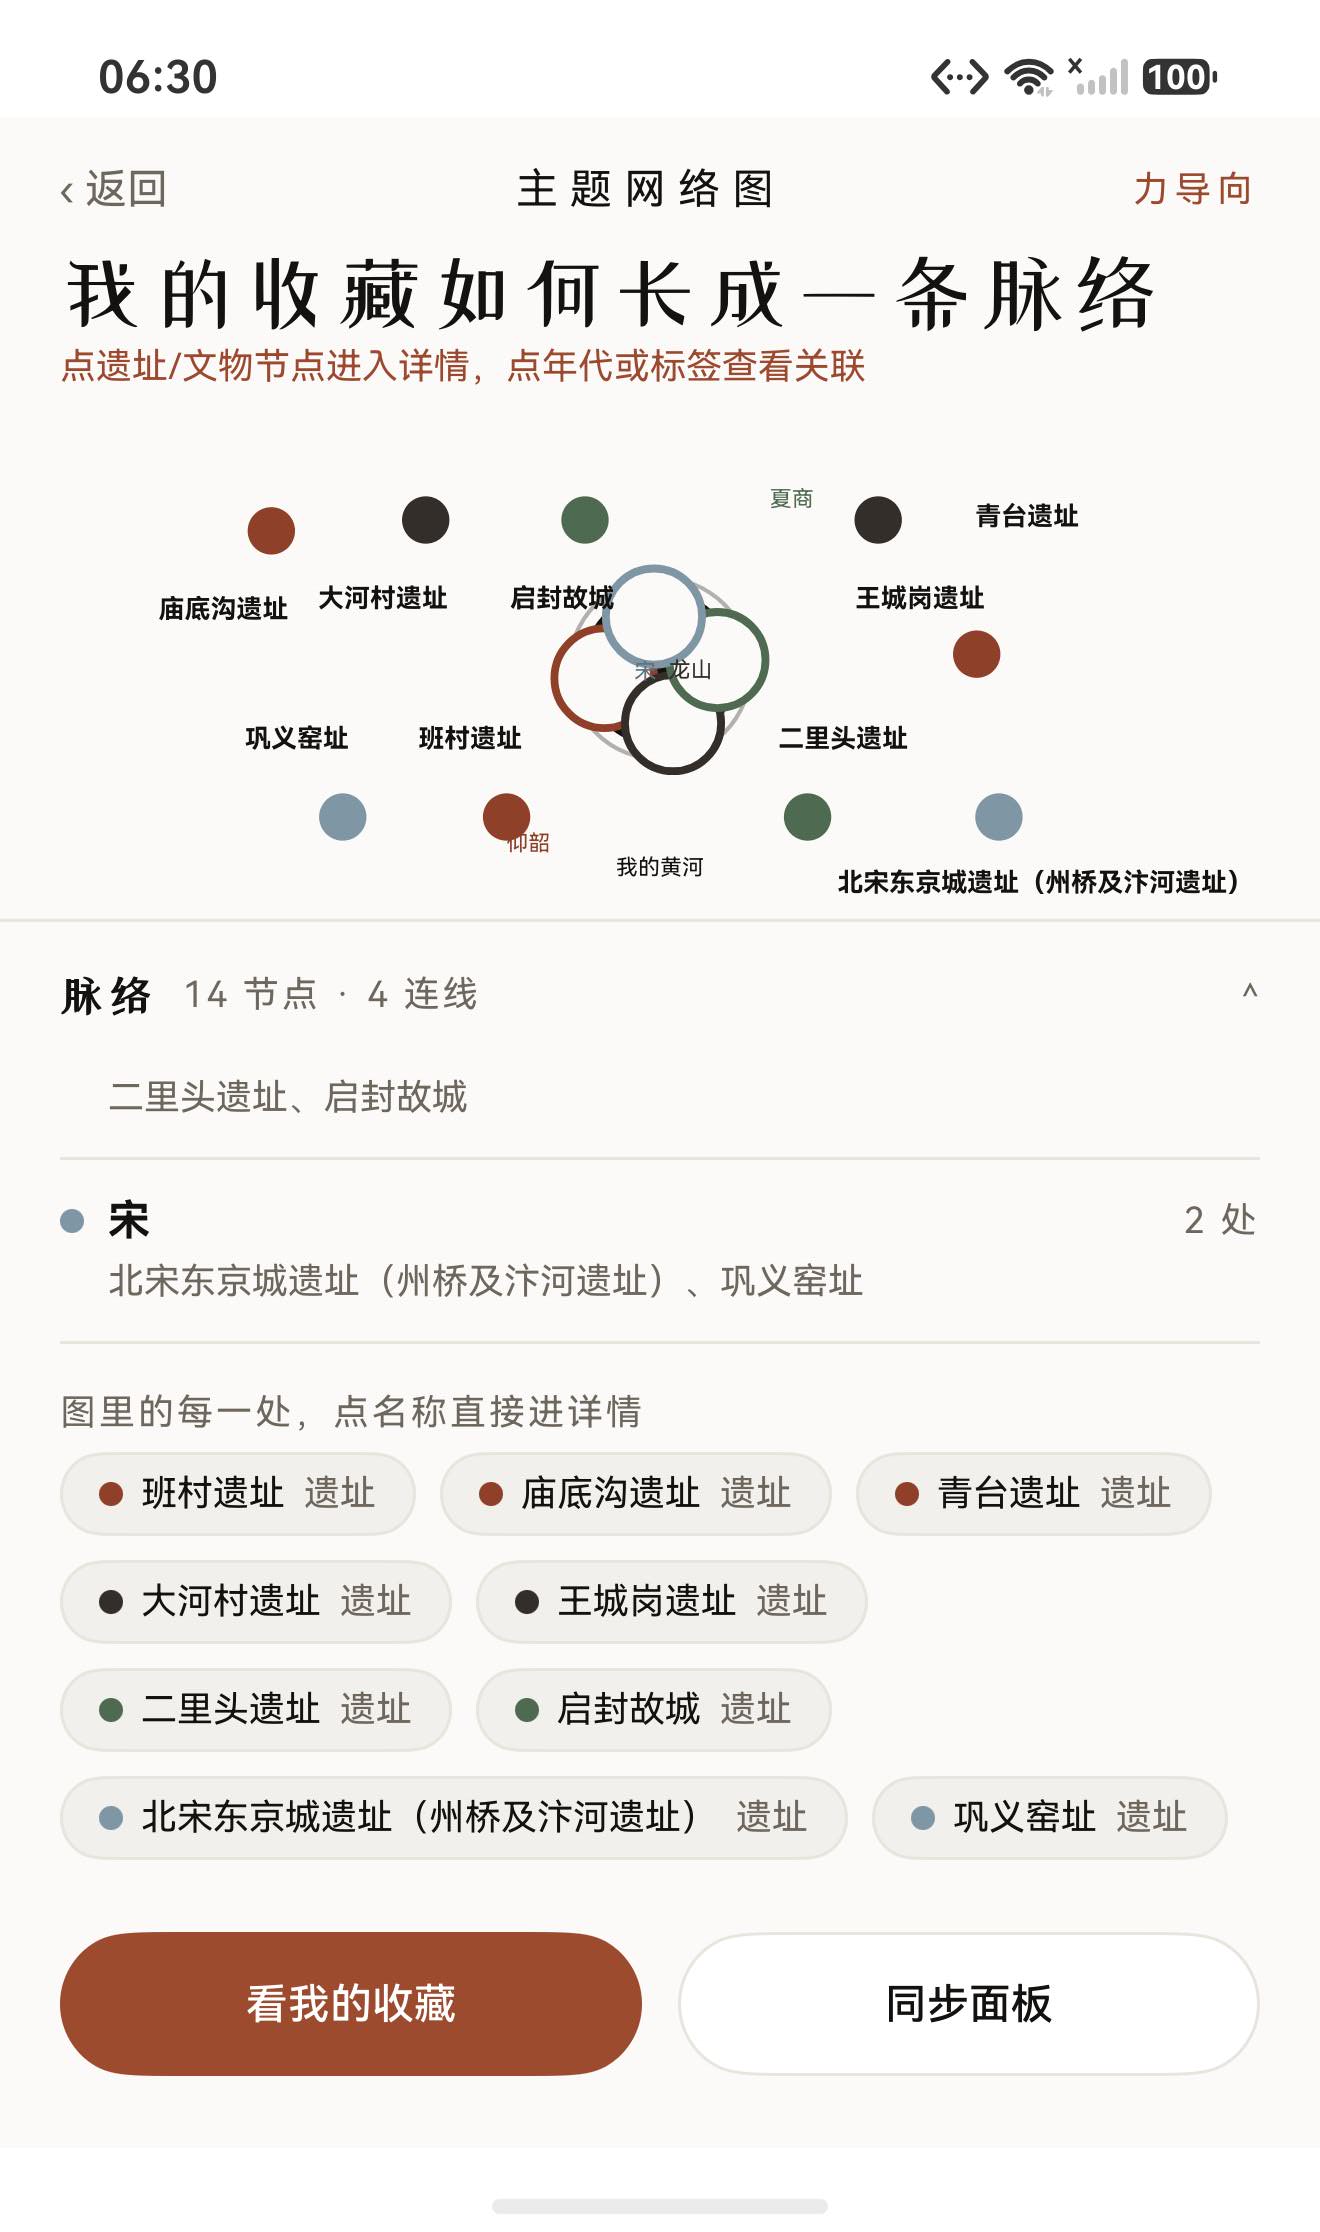 06:30
100
‹ 返回
主题网络图
力导向
我的收藏如何长成一条脉络
点遗址/文物节点进入详情，点年代或标签查看关联
夏商
青台遗址
庙底沟遗址
大河村遗址
启封故城
王城岗遗址
宋
龙山
巩义窑址
班村遗址
二里头遗址
仰韶
我的黄河
北宋东京城遗址（州桥及汴河遗址）
脉络 14 节点 · 4 连线
二里头遗址、启封故城
宋 2 处
北宋东京城遗址（州桥及汴河遗址）、巩义窑址
图里的每一处，点名称直接进详情
班村遗址 遗址 庙底沟遗址 遗址 青台遗址 遗址
大河村遗址 遗址 王城岗遗址 遗址
二里头遗址 遗址 启封故城 遗址
北宋东京城遗址（州桥及汴河遗址） 遗址 巩义窑址 遗址
看我的收藏 同步面板